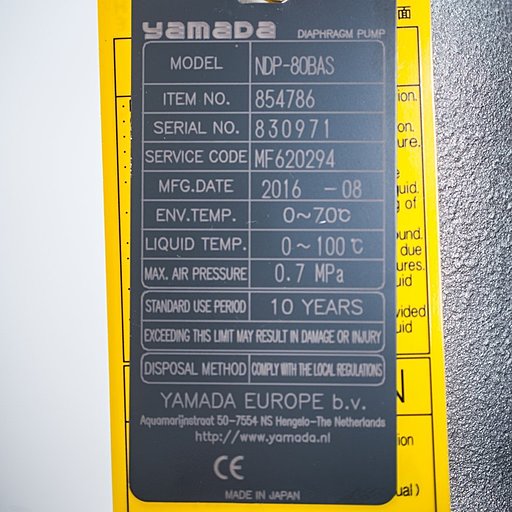 yamada DIAPHRAGM PUMP
MODEL NDP-80BAS
ITEM NO. 854786
SERIAL NO. 830971
SERVICE CODE MF620294
MFG.DATE 2016 -08
ENV.TEMP. 0~70℃
LIQUID TEMP. 0~100℃
MAX. AIR PRESSURE 0.7 MPa
STANDARD USE PERIOD 10 YEARS
EXCEEDING THIS LIMIT MAY RESULT IN DAMAGE OR INJURY
DISPOSAL METHOD COMPLY WITH THE LOCAL REGULATIONS
YAMADA EUROPE b.v.
Aquamarijnstraat 50-7554 NS Hengelo-The Netherlands
http://www.yamada.nl
CE
MADE IN JAPAN
of
due